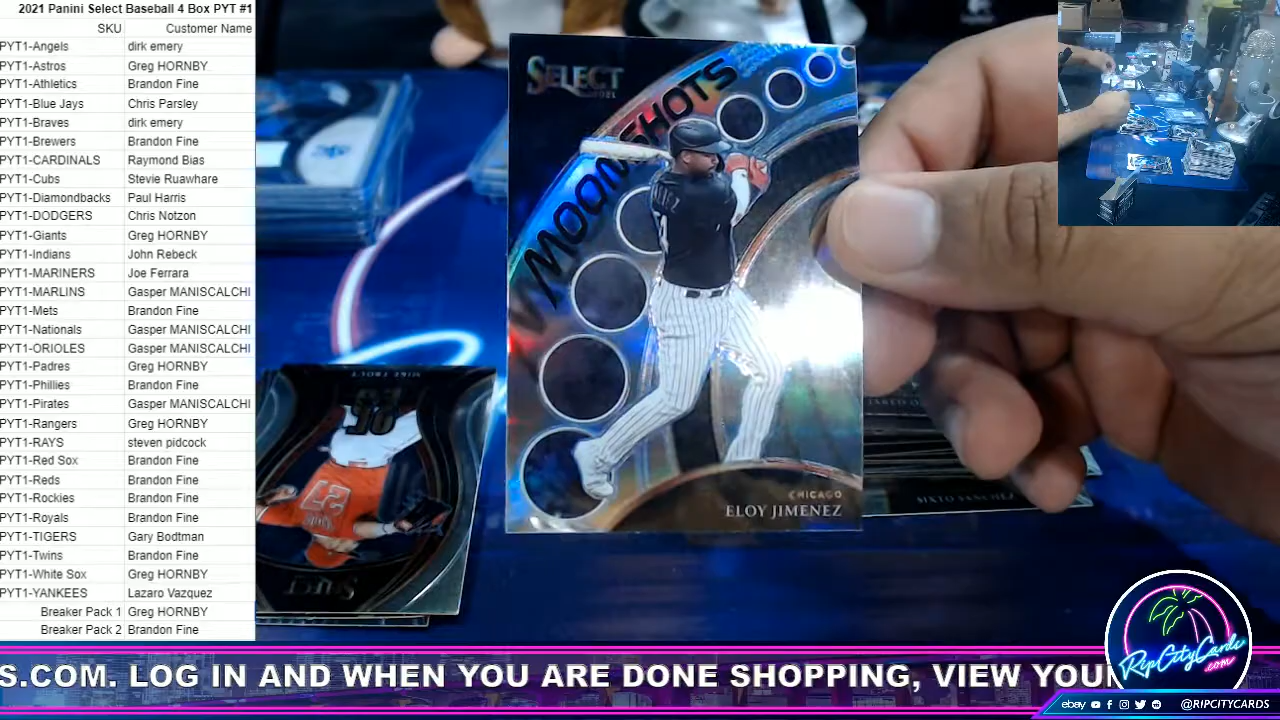 2021 Panini Select Baseball 4 Box PYT #1
SKU Customer Name
PYT1-Angels dirk emery
PYT1-Astros Greg HORNBY
PYT1-Athletics Brandon Fine
PYT1-Blue Jays Chris Parsley
PYT1-Braves dirk emery
PYT1-Brewers Brandon Fine
PYT1-CARDINALS Raymond Bias
PYT1-Cubs Stevie Ruawhare
PYT1-Diamondbacks Paul Harris
PYT1-DODGERS Chris Notzon
PYT1-Giants Greg HORNBY
PYT1-Indians John Rebeck
PYT1-MARINERS Joe Ferrara
PYT1-MARLINS Gasper MANISCALCHI
PYT1-Mets Brandon Fine
PYT1-Nationals Gasper MANISCALCHI
PYT1-ORIOLES Gasper MANISCALCHI
PYT1-Padres Greg HORNBY
PYT1-Phillies Brandon Fine
PYT1-Pirates Gasper MANISCALCHI
PYT1-Rangers Greg HORNBY
PYT1-RAYS steven pidcock
PYT1-Red Sox Brandon Fine
PYT1-Reds Brandon Fine
PYT1-Rockies Brandon Fine
PYT1-Royals Brandon Fine
PYT1-TIGERS Gary Bodtman
PYT1-Twins Brandon Fine
PYT1-White Sox Greg HORNBY
PYT1-YANKEES Lazaro Vazquez
Breaker Pack 1 Greg HORNBY
Breaker Pack 2 Brandon Fine
SELECT
MOONSHOTS
CHICAGO
ELOY JIMENEZ
SIXTO SANCHEZ
MIKE TROUT
27
SELECT
S.COM. LOG IN AND WHEN YOU ARE DONE SHOPPING, VIEW YOU
RipCityCards
.com
ebay @RIPCITYCARDS